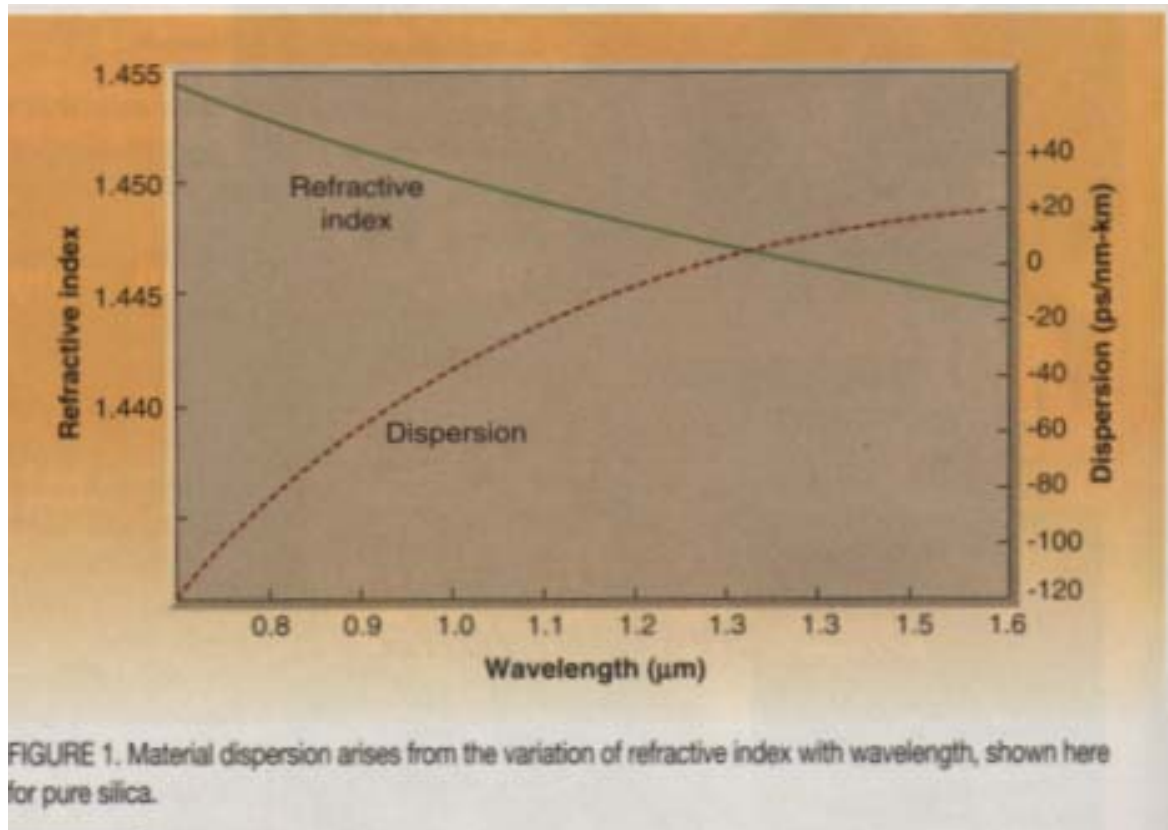 1.455
1.450
1.445
1.440
Refractive index
Refractive
index
Dispersion
+40
+20
0
-20
-40
-60
-80
-100
-120
Dispersion (ps/nm-km)
0.8 0.9 1.0 1.1 1.2 1.3 1.3 1.5 1.6
Wavelength (μm)
FIGURE 1. Material dispersion arises from the variation of refractive index with wavelength, shown here
for pure silica.